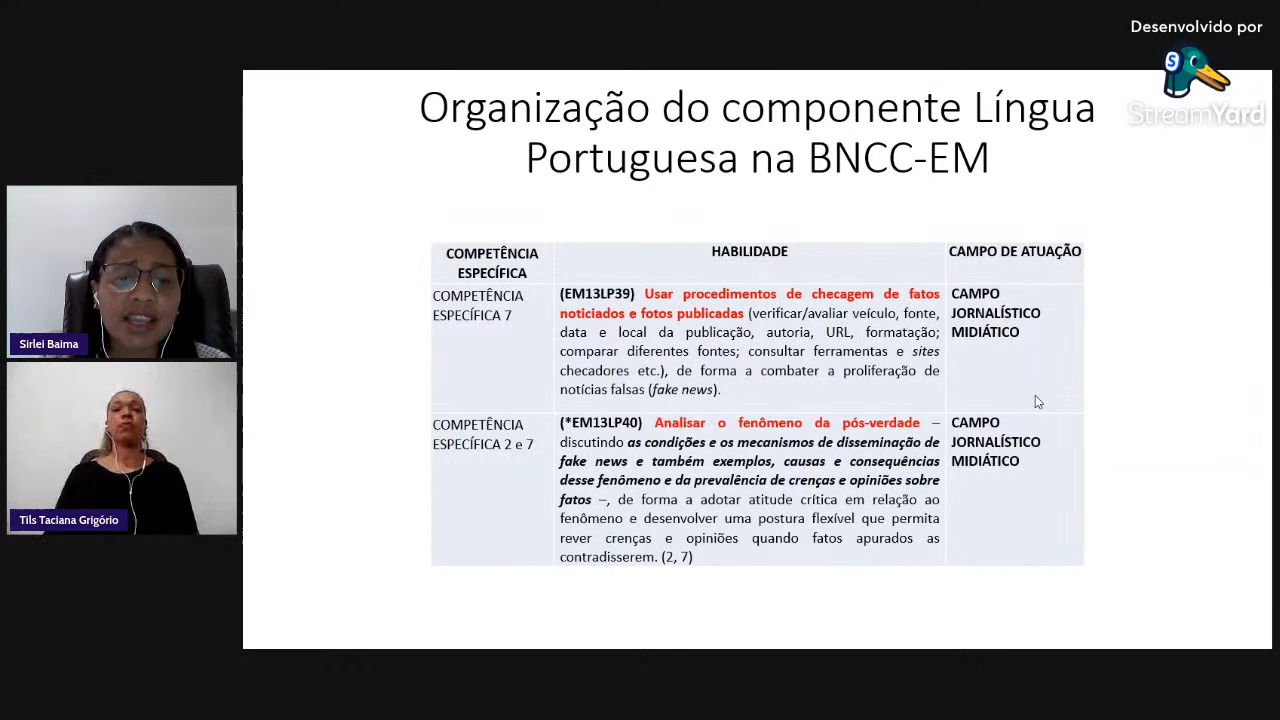 Desenvolvido por
StreamYard
Organização do componente Língua
Portuguesa na BNCC-EM
COMPETÊNCIA
ESPECÍFICA
HABILIDADE
CAMPO DE ATUAÇÃO
COMPETÊNCIA
ESPECÍFICA 7
(EM13LP39) Usar procedimentos de checagem de fatos
noticiados e fotos publicadas (verificar/avaliar veículo, fonte,
data e local da publicação, autoria, URL, formatação;
comparar diferentes fontes; consultar ferramentas e sites
checadores etc.), de forma a combater a proliferação de
notícias falsas (fake news).
CAMPO
JORNALÍSTICO
MIDIÁTICO
COMPETÊNCIA
ESPECÍFICA 2 e 7
(*EM13LP40) Analisar o fenômeno da pós-verdade –
discutindo as condições e os mecanismos de disseminação de
fake news e também exemplos, causas e consequências
desse fenômeno e da prevalência de crenças e opiniões sobre
fatos –, de forma a adotar atitude crítica em relação ao
fenômeno e desenvolver uma postura flexível que permita
rever crenças e opiniões quando fatos apurados as
contradisserem. (2, 7)
CAMPO
JORNALÍSTICO
MIDIÁTICO
Sirlei Baima
Tils Taciana Grigório